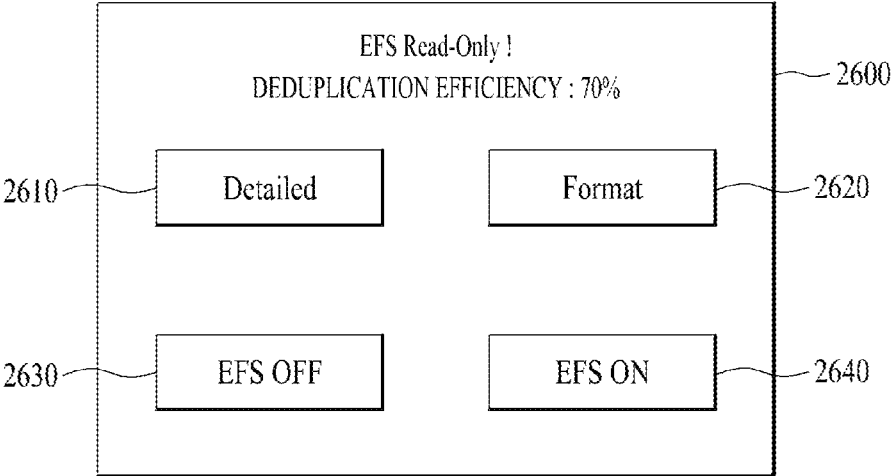 EFS Read-Only !
DEDUPLICATION EFFICIENCY : 70%
2600
2610
Detailed
Format
2620
2630
EFS OFF
EFS ON
2640